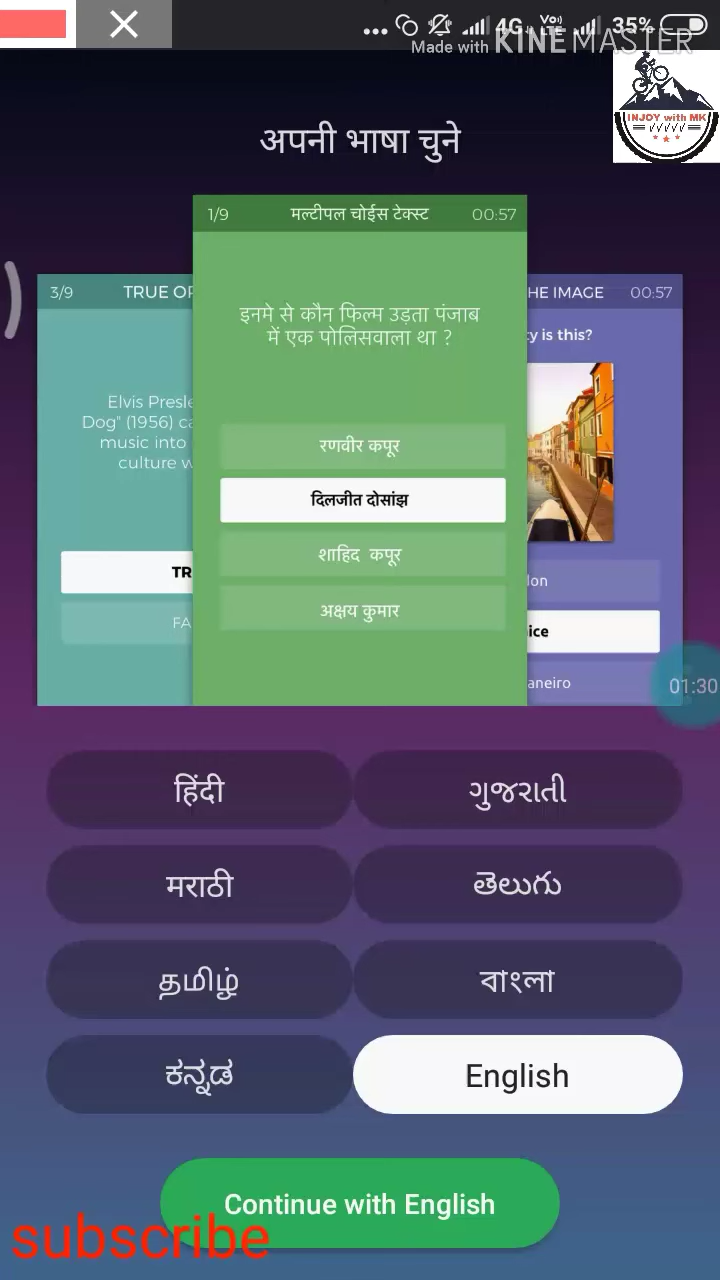 4G
Vo)
LTE
35%
Made with KINEMASTER
INJOY with MK
अपनी भाषा चुने
1/9 मल्टीपल चोईस टेक्स्ट 00:57
3/9 TRUE OR
HE IMAGE 00:57
इनमे से कौन फिल्म उड़ता पंजाब
में एक पोलिसवाला था ?
y is this?
Elvis Presle
Dog" (1956) ca
music into
culture w
रणवीर कपूर
दिलजीत दोसांझ
शाहिद कपूर
अक्षय कुमार
TR
FA
lon
ice
aneiro
01:30
हिंदी ગુજરાતી
मराठी తెలుగు
தமிழ் বাংলা
ಕನ್ನಡ English
Continue with English
subscribe